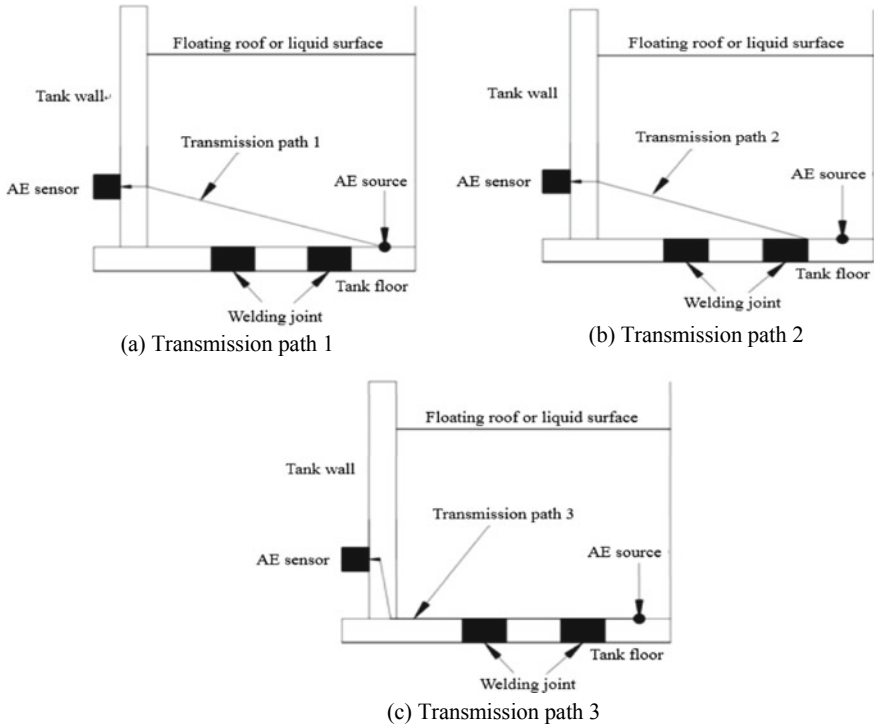 Floating roof or liquid surface
Tank wall
Transmission path 1
AE source
AE sensor
Tank floor
Welding joint
(a) Transmission path 1
Floating roof or liquid surface
Tank wall
Transmission path 2
AE source
AE sensor
Tank floor
Welding joint
(b) Transmission path 2
Floating roof or liquid surface
Tank wall
Transmission path 3
AE source
AE sensor
Tank floor
Welding joint
(c) Transmission path 3